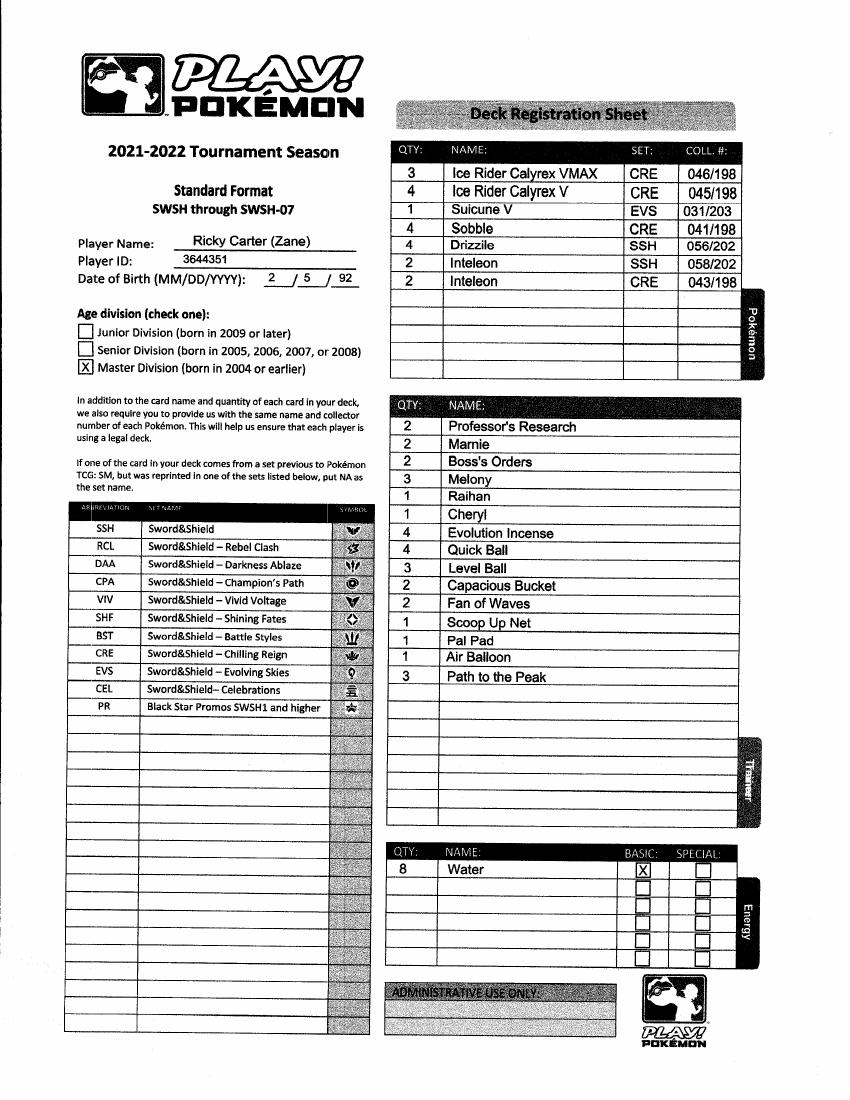 PLAY!
POKÉMON
2021-2022 Tournament Season
Standard Format
SWSH through SWSH-07
Player Name: Ricky Carter (Zane)
Player ID: 3644351
Date of Birth (MM/DD/YYYY): 2 / 5 / 92
Age division (check one):
Junior Division (born in 2009 or later)
Senior Division (born in 2005, 2006, 2007, or 2008)
X Master Division (born in 2004 or earlier)
In addition to the card name and quantity of each card in your deck,
we also require you to provide us with the same name and collector
number of each Pokémon. This will help us ensure that each player is
using a legal deck.
If one of the card in your deck comes from a set previous to Pokémon
TCG: SM, but was reprinted in one of the sets listed below, put NA as
the set name.
ABBREVIATION SET NAME SYMBOL
SSH Sword&Shield
RCL Sword&Shield – Rebel Clash
DAA Sword&Shield – Darkness Ablaze
CPA Sword&Shield – Champion's Path
VIV Sword&Shield – Vivid Voltage
SHF Sword&Shield – Shining Fates
BST Sword&Shield – Battle Styles
CRE Sword&Shield – Chilling Reign
EVS Sword&Shield – Evolving Skies
CEL Sword&Shield– Celebrations
PR Black Star Promos SWSH1 and higher
Deck Registration Sheet
QTY: NAME: SET: COLL. #:
3 Ice Rider Calyrex VMAX CRE 046/198
4 Ice Rider Calyrex V CRE 045/198
1 Suicune V EVS 031/203
4 Sobble CRE 041/198
4 Drizzile SSH 056/202
2 Inteleon SSH 058/202
2 Inteleon CRE 043/198
Pokémon
QTY: NAME:
2 Professor's Research
2 Marnie
2 Boss's Orders
3 Melony
1 Raihan
1 Cheryl
4 Evolution Incense
4 Quick Ball
3 Level Ball
2 Capacious Bucket
2 Fan of Waves
1 Scoop Up Net
1 Pal Pad
1 Air Balloon
3 Path to the Peak
Trainer
QTY: NAME: BASIC: SPECIAL:
8 Water X
Energy
ADMINISTRATIVE USE ONLY:
PLAY!
POKÉMON